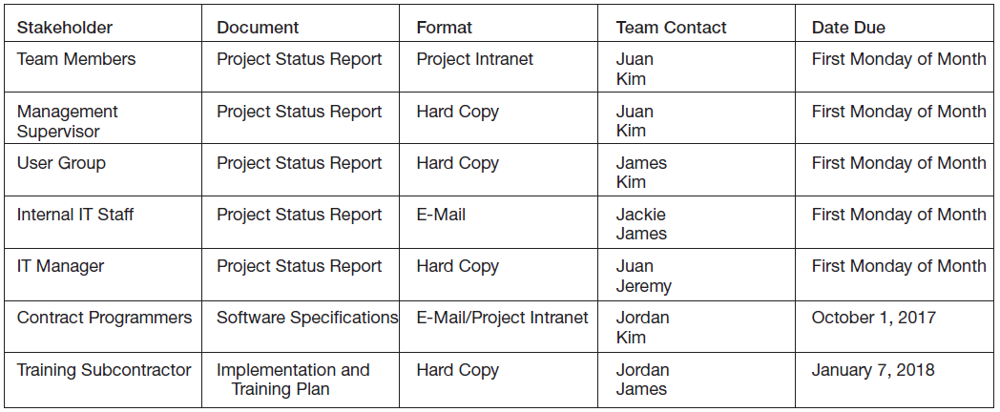 Stakeholder Document Format Team Contact Date Due
Team Members Project Status Report Project Intranet Juan First Monday of Month
Kim
Management Project Status Report Hard Copy Juan First Monday of Month
Supervisor Kim
User Group Project Status Report Hard Copy James First Monday of Month
Kim
Internal IT Staff Project Status Report E-Mail Jackie First Monday of Month
James
IT Manager Project Status Report Hard Copy Juan First Monday of Month
Jeremy
Contract Programmers Software Specifications E-Mail/Project Intranet Jordan October 1, 2017
Kim
Training Subcontractor Implementation and Hard Copy Jordan January 7, 2018
Training Plan James